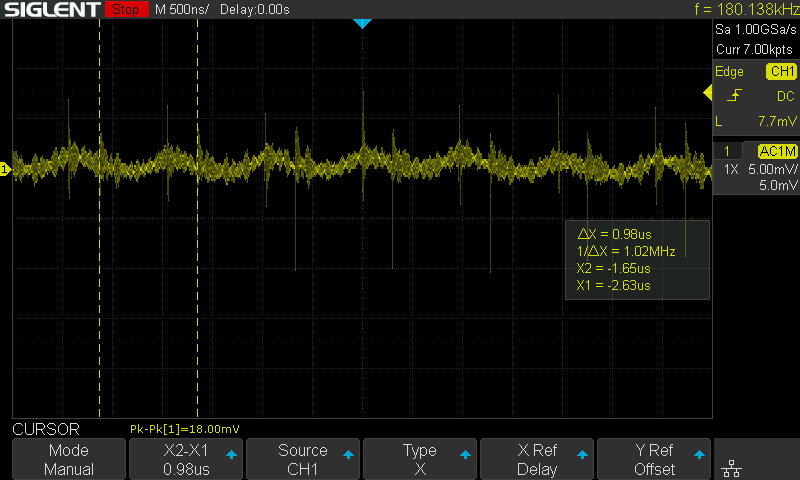 SIGLENT Stop M 500ns/ Delay:0.00s f = 180.138kHz
Sa 1.00GSa/s
Curr 7.00kpts
Edge CH1
DC
L 7.7mV
1 AC1M
1X 5.00mV/
5.0mV
1
ΔX = 0.98us
1/ΔX = 1.02MHz
X2 = -1.65us
X1 = -2.63us
CURSOR Pk-Pk[1]=18.00mV
Mode X2-X1 Source Type X Ref Y Ref
Manual 0.98us CH1 X Delay Offset